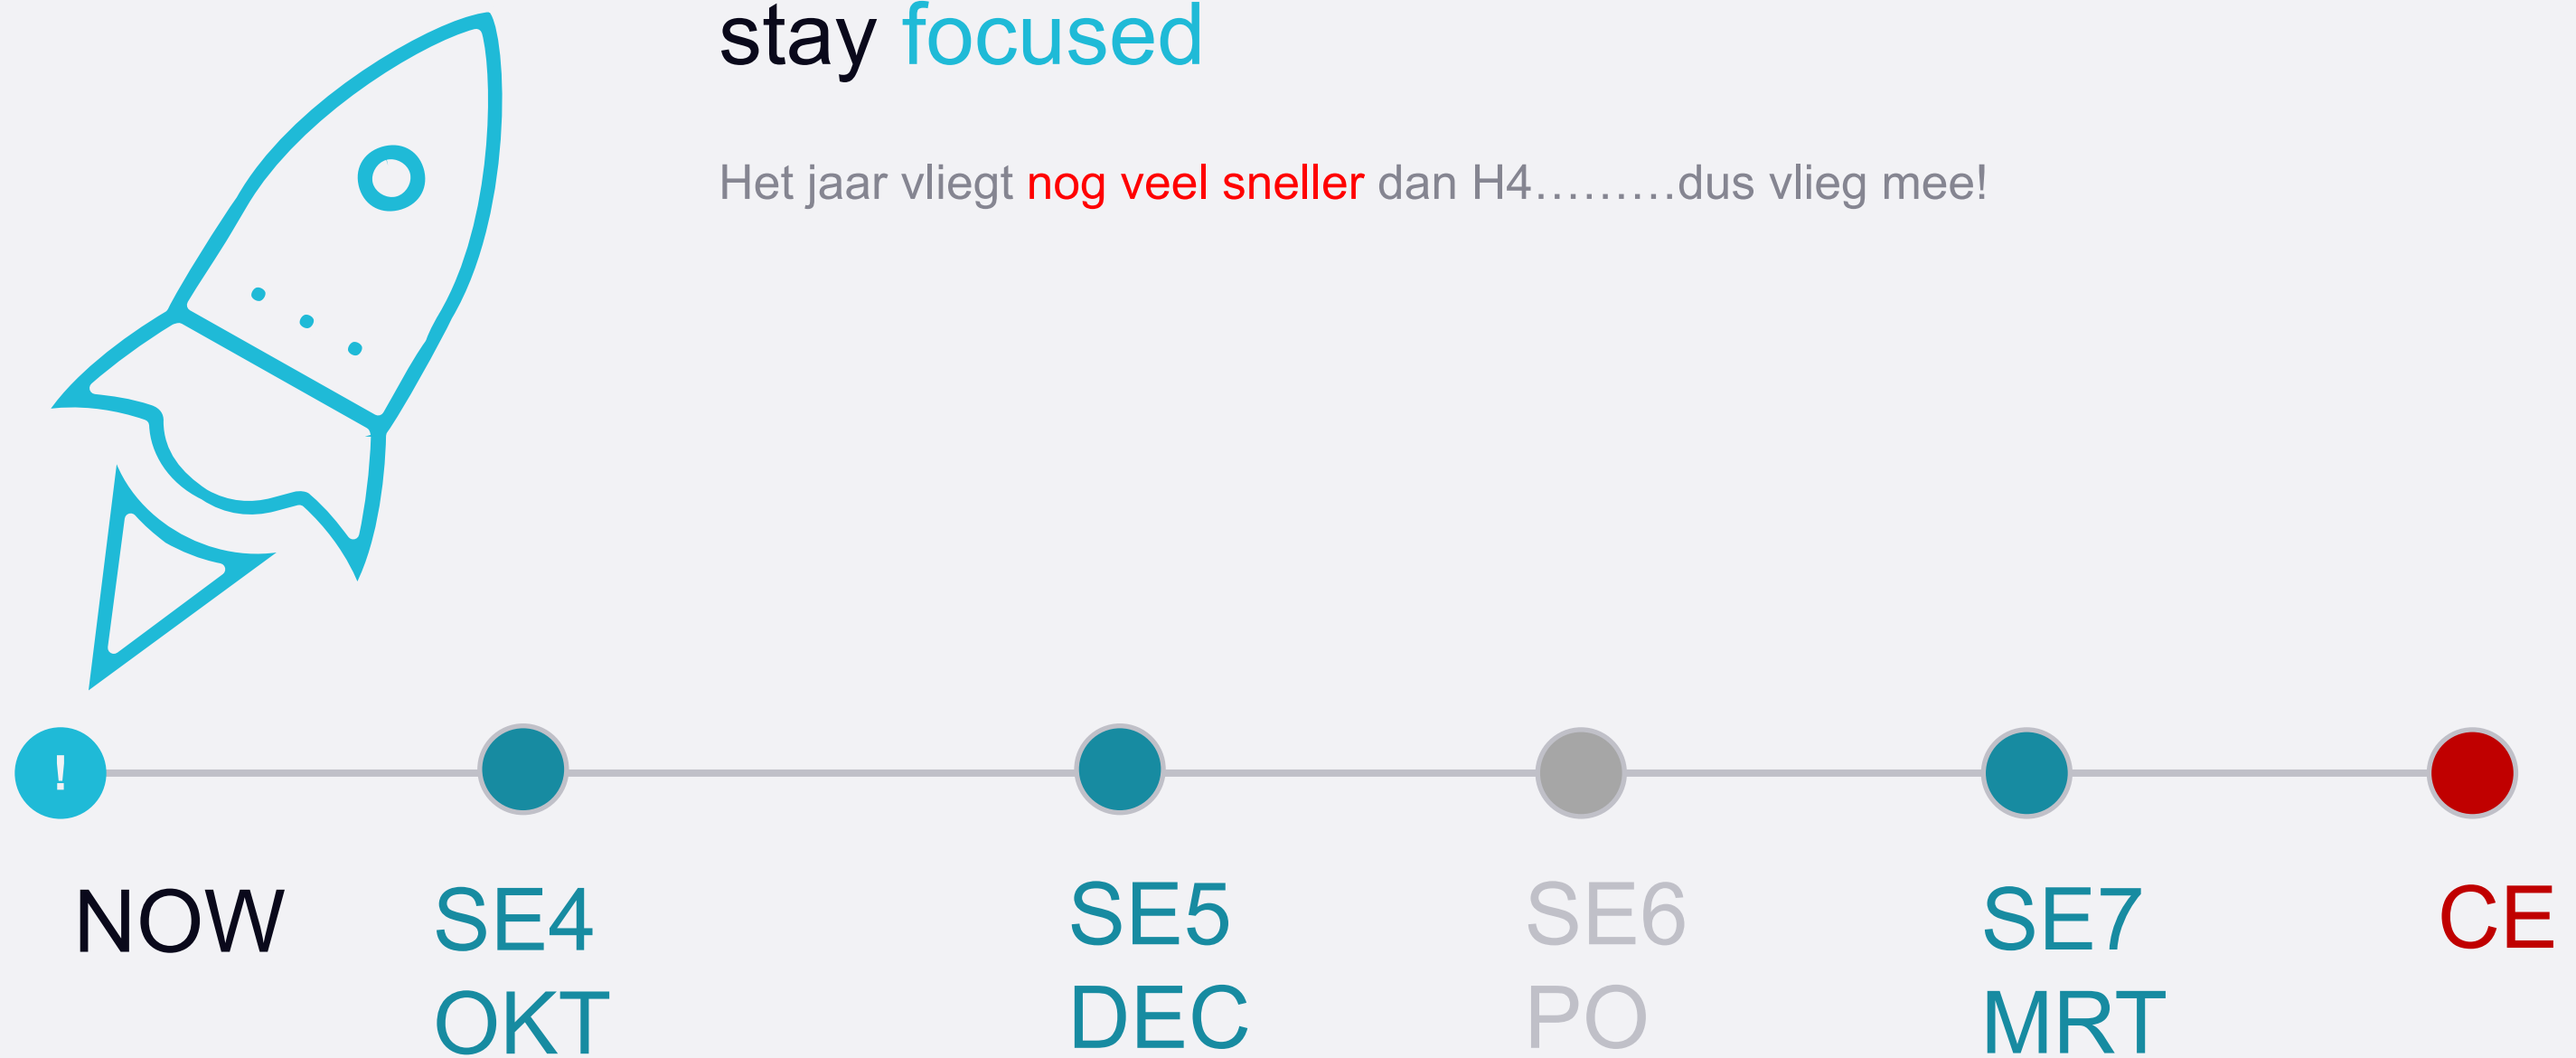 stay focused
Het jaar vliegt nog veel sneller dan H4………dus vlieg mee!
!
NOW
SE4
OKT
SE5
DEC
SE6
PO
SE7
MRT
CE